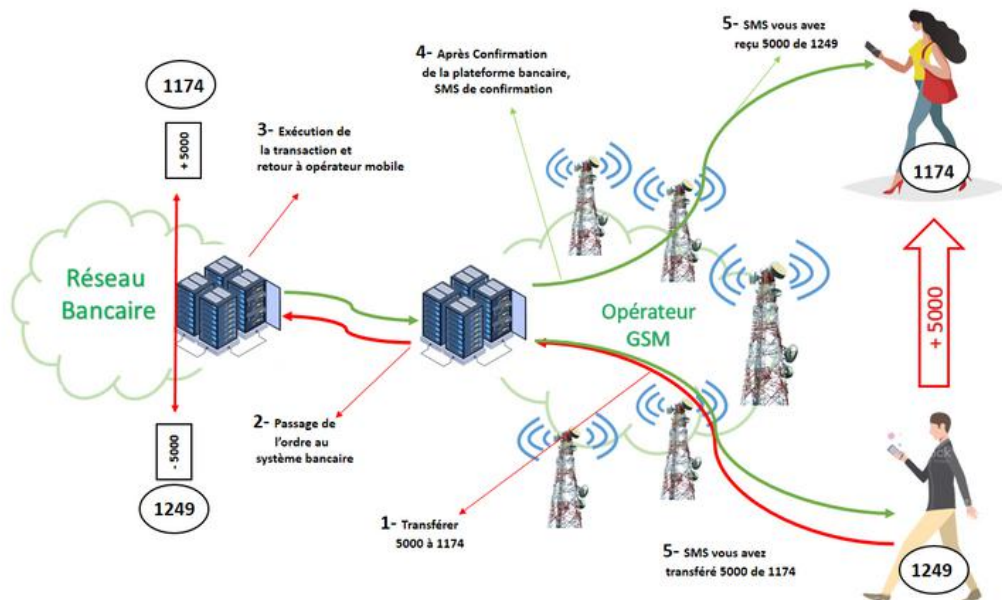 5- SMS vous avez
reçu 5000 de 1249
4- Après Confirmation
de la plateforme bancaire,
SMS de confirmation
1174
+ 5000
3- Exécution de
la transaction et
retour à opérateur mobile
1174
Réseau
Bancaire
Opérateur
GSM
+ 5000
2- Passage de
l'ordre au
système bancaire
- 5000
1249
1- Transférer
5000 à 1174
5- SMS vous avez
transféré 5000 de 1174
1249